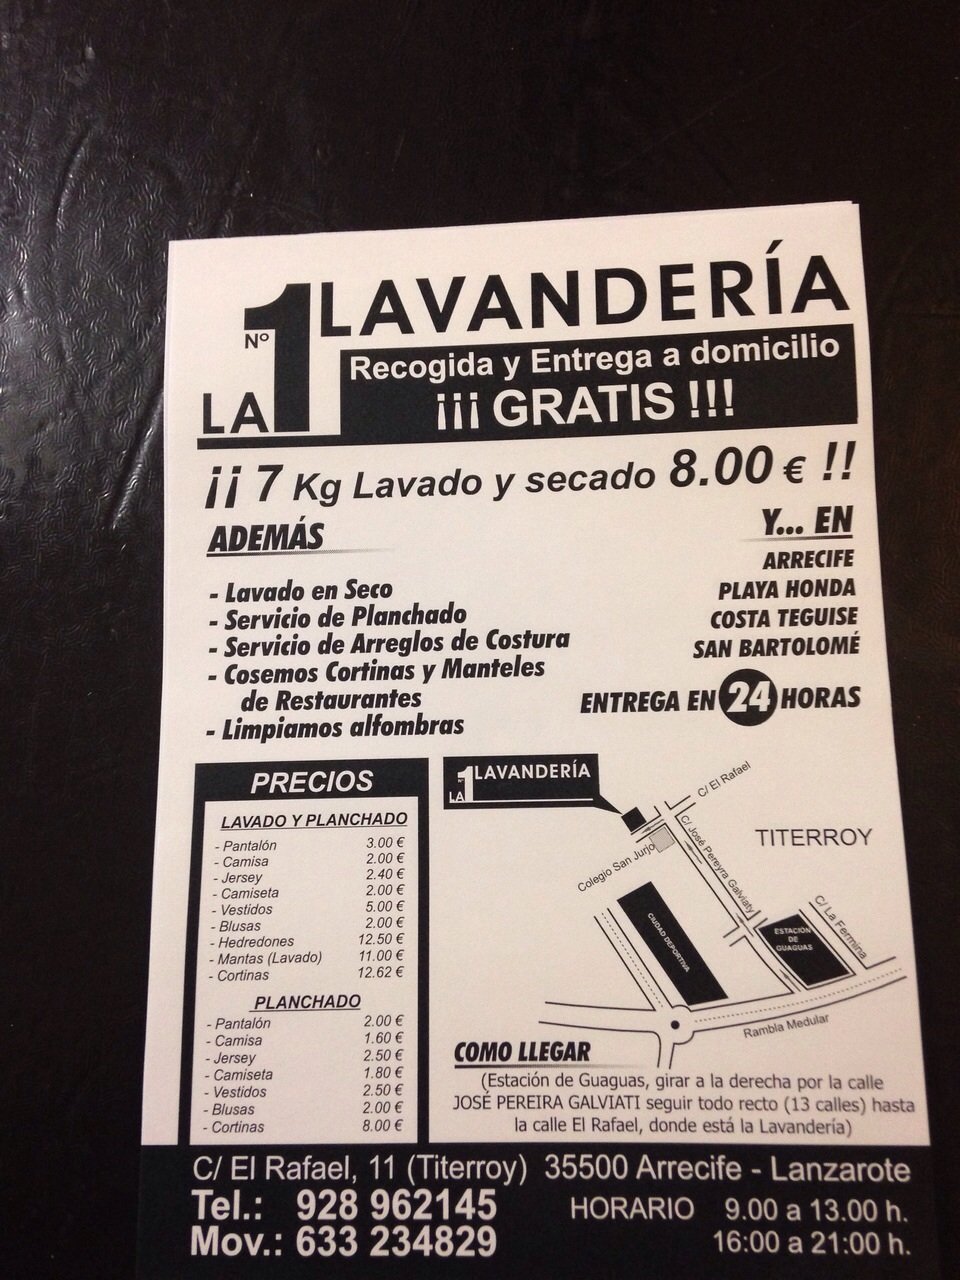 LA Nº 1 LAVANDERÍA
Recogida y Entrega a domicilio
¡¡¡ GRATIS !!!
¡¡ 7 Kg Lavado y secado 8.00 € !!
ADEMÁS
- Lavado en Seco
- Servicio de Planchado
- Servicio de Arreglos de Costura
- Cosemos Cortinas y Manteles
de Restaurantes
- Limpiamos alfombras
Y... EN
ARRECIFE
PLAYA HONDA
COSTA TEGUISE
SAN BARTOLOMÉ
ENTREGA EN 24 HORAS
PRECIOS
LAVADO Y PLANCHADO
- Pantalón 3.00 €
- Camisa 2.00 €
- Jersey 2.40 €
- Camiseta 2.00 €
- Vestidos 5.00 €
- Blusas 2.00 €
- Hedredones 12.50 €
- Mantas (Lavado) 11.00 €
- Cortinas 12.62 €
PLANCHADO
- Pantalón 2.00 €
- Camisa 1.60 €
- Jersey 2.50 €
- Camiseta 1.80 €
- Vestidos 2.50 €
- Blusas 2.00 €
- Cortinas 8.00 €
LA Nº 1 LAVANDERÍA
C/ El Rafael
TITERROY
C/ José Pereyra Galviaty
Colegio San Jurjo
CIUDAD DEPORTIVA
ESTACIÓN
DE
GUAGUAS
C/ La Fermina
Rambla Medular
COMO LLEGAR
(Estación de Guaguas, girar a la derecha por la calle
JOSÉ PEREIRA GALVIATI seguir todo recto (13 calles) hasta
la calle El Rafael, donde está la Lavandería)
C/ El Rafael, 11 (Titerroy) 35500 Arrecife - Lanzarote
Tel.: 928 962145
Mov.: 633 234829
HORARIO 9.00 a 13.00 h.
16:00 a 21:00 h.